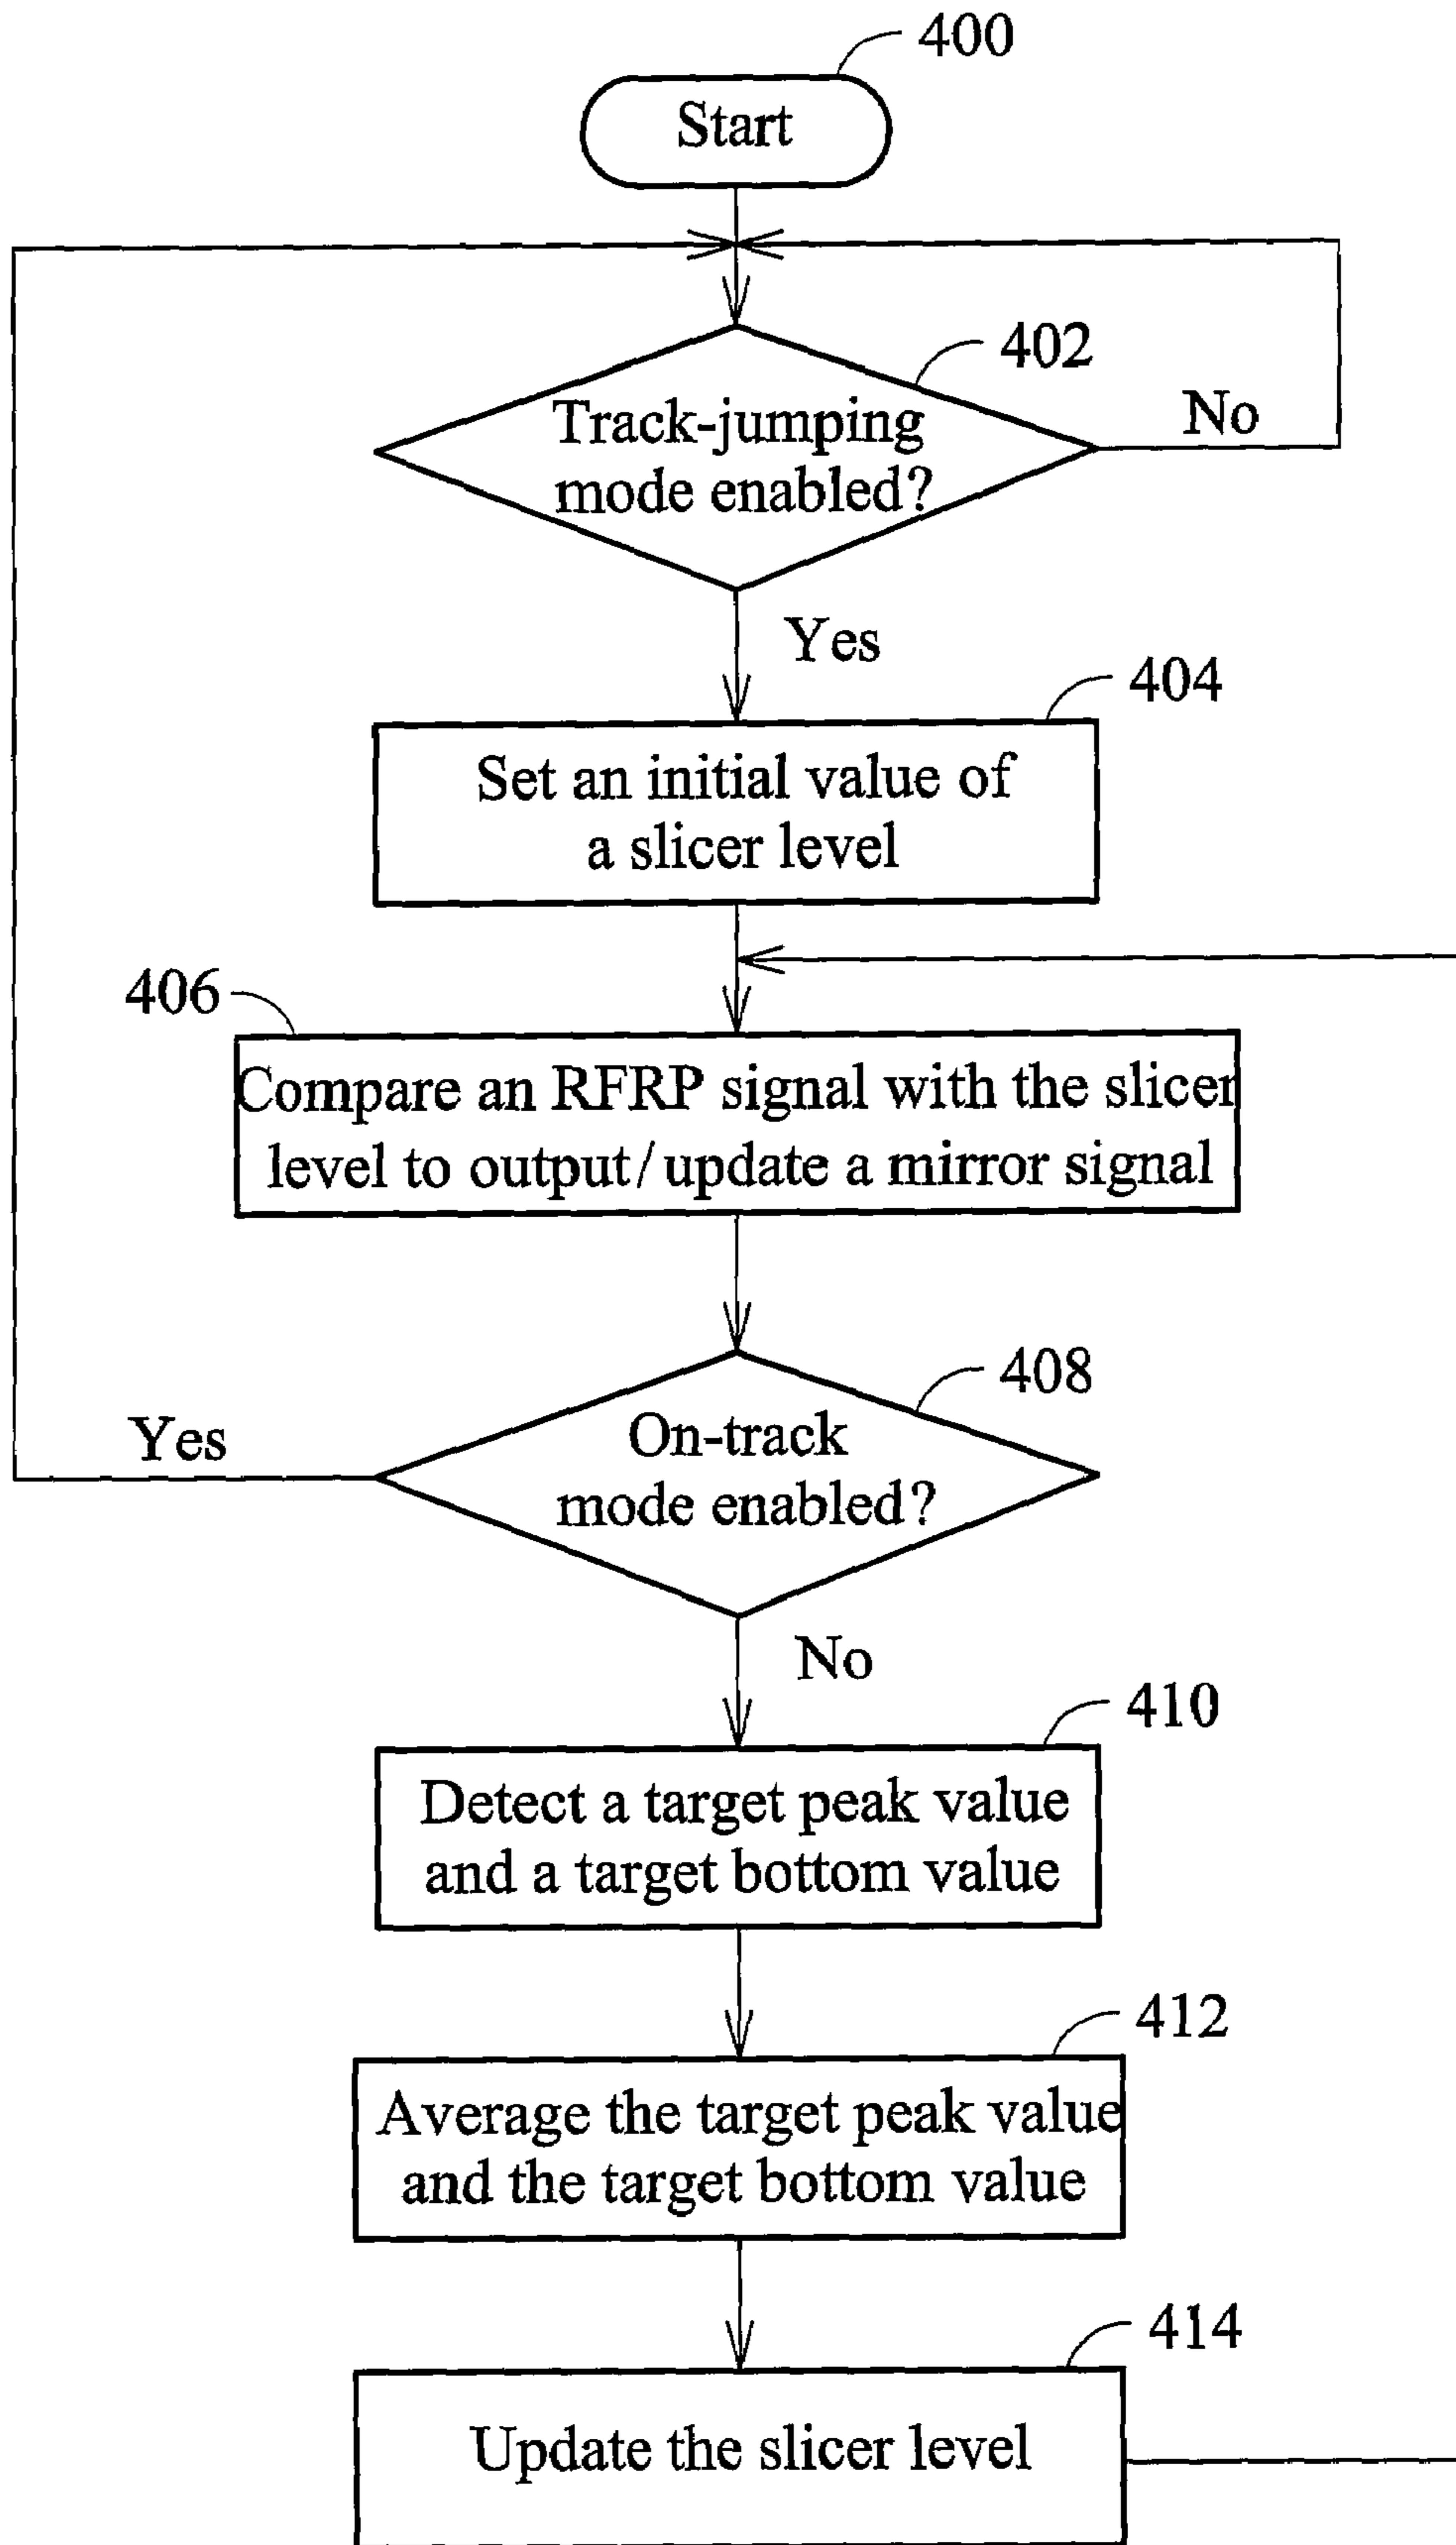 400
Start
402
Track-jumping
mode enabled?
No
Yes
404
Set an initial value of
a slicer level
406
Compare an RFRP signal with the slicer
level to output/update a mirror signal
408
On-track
mode enabled?
Yes
No
410
Detect a target peak value
and a target bottom value
412
Average the target peak value
and the target bottom value
414
Update the slicer level